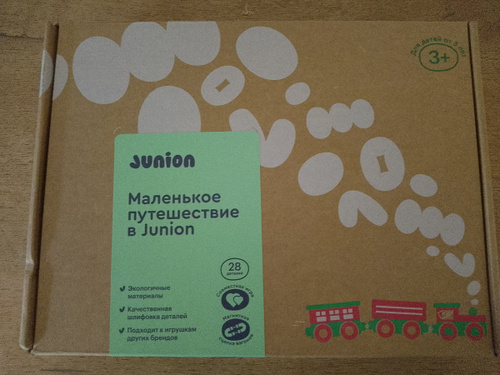 Для детей от 3 лет
3+
Junion
Маленькое
путешествие
в Junion
28
детали
Экологичные
материалы
Качественная
шлифовка деталей
Подходит к игрушкам
других брендов